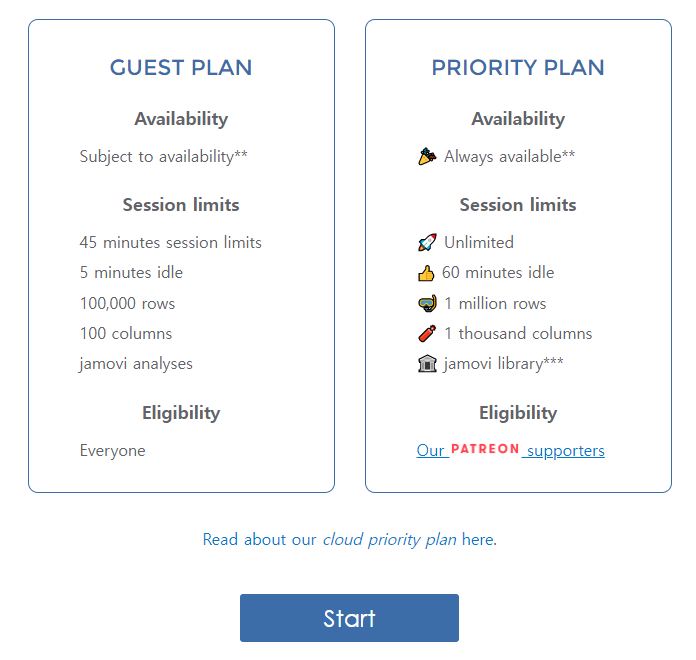 GUEST PLAN
Availability
Subject to availability**
Session limits
45 minutes session limits
5 minutes idle
100,000 rows
100 columns
jamovi analyses
Eligibility
Everyone
PRIORITY PLAN
Availability
Always available**
Session limits
Unlimited
60 minutes idle
1 million rows
1 thousand columns
jamovi library***
Eligibility
Our PATREON supporters
Read about our cloud priority plan here.
Start